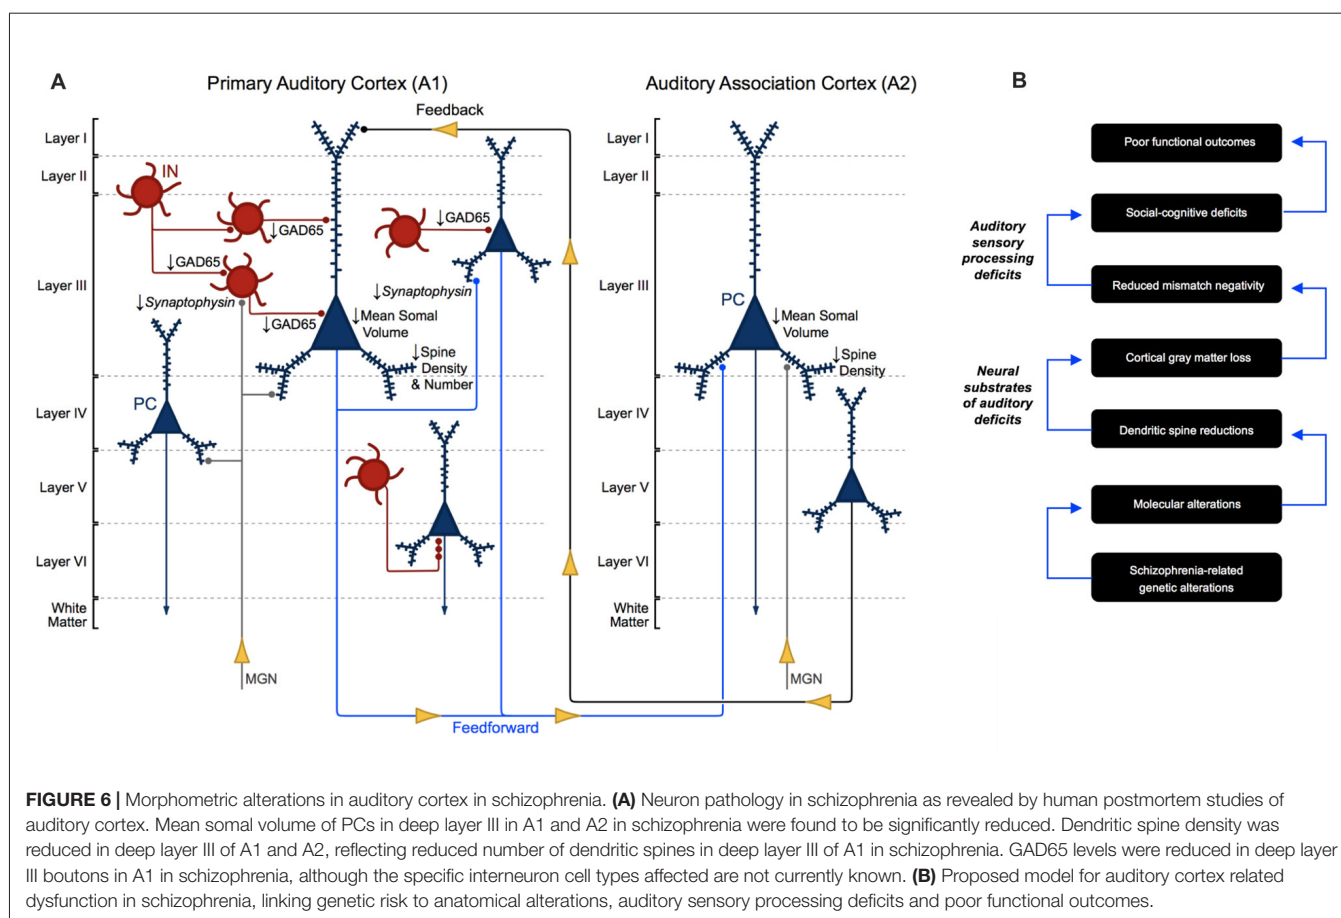 A
Primary Auditory Cortex (A1)
Feedback
Layer I
Layer II
IN
↓GAD65
↓GAD65
↓GAD65
Layer III
↓Synaptophysin
↓Synaptophysin
↓GAD65
↓Mean Somal
Volume
↓Spine
Density
& Number
PC
Layer IV
Layer V
Layer VI
White
Matter
MGN
Feedforward
Auditory Association Cortex (A2)
Layer I
Layer II
Layer III
PC
↓Mean Somal
Volume
↓Spine
Density
Layer IV
Layer V
Layer VI
White
Matter
MGN
B
Poor functional outcomes
Social-cognitive deficits
Auditory
sensory
processing
deficits
Reduced mismatch negativity
Cortical gray matter loss
Neural
substrates
of auditory
deficits
Dendritic spine reductions
Molecular alterations
Schizophrenia-related
genetic alterations
FIGURE 6 | Morphometric alterations in auditory cortex in schizophrenia. (A) Neuron pathology in schizophrenia as revealed by human postmortem studies of
auditory cortex. Mean somal volume of PCs in deep layer III in A1 and A2 in schizophrenia were found to be significantly reduced. Dendritic spine density was
reduced in deep layer III of A1 and A2, reflecting reduced number of dendritic spines in deep layer III of A1 in schizophrenia. GAD65 levels were reduced in deep layer
III boutons in A1 in schizophrenia, although the specific interneuron cell types affected are not currently known. (B) Proposed model for auditory cortex related
dysfunction in schizophrenia, linking genetic risk to anatomical alterations, auditory sensory processing deficits and poor functional outcomes.